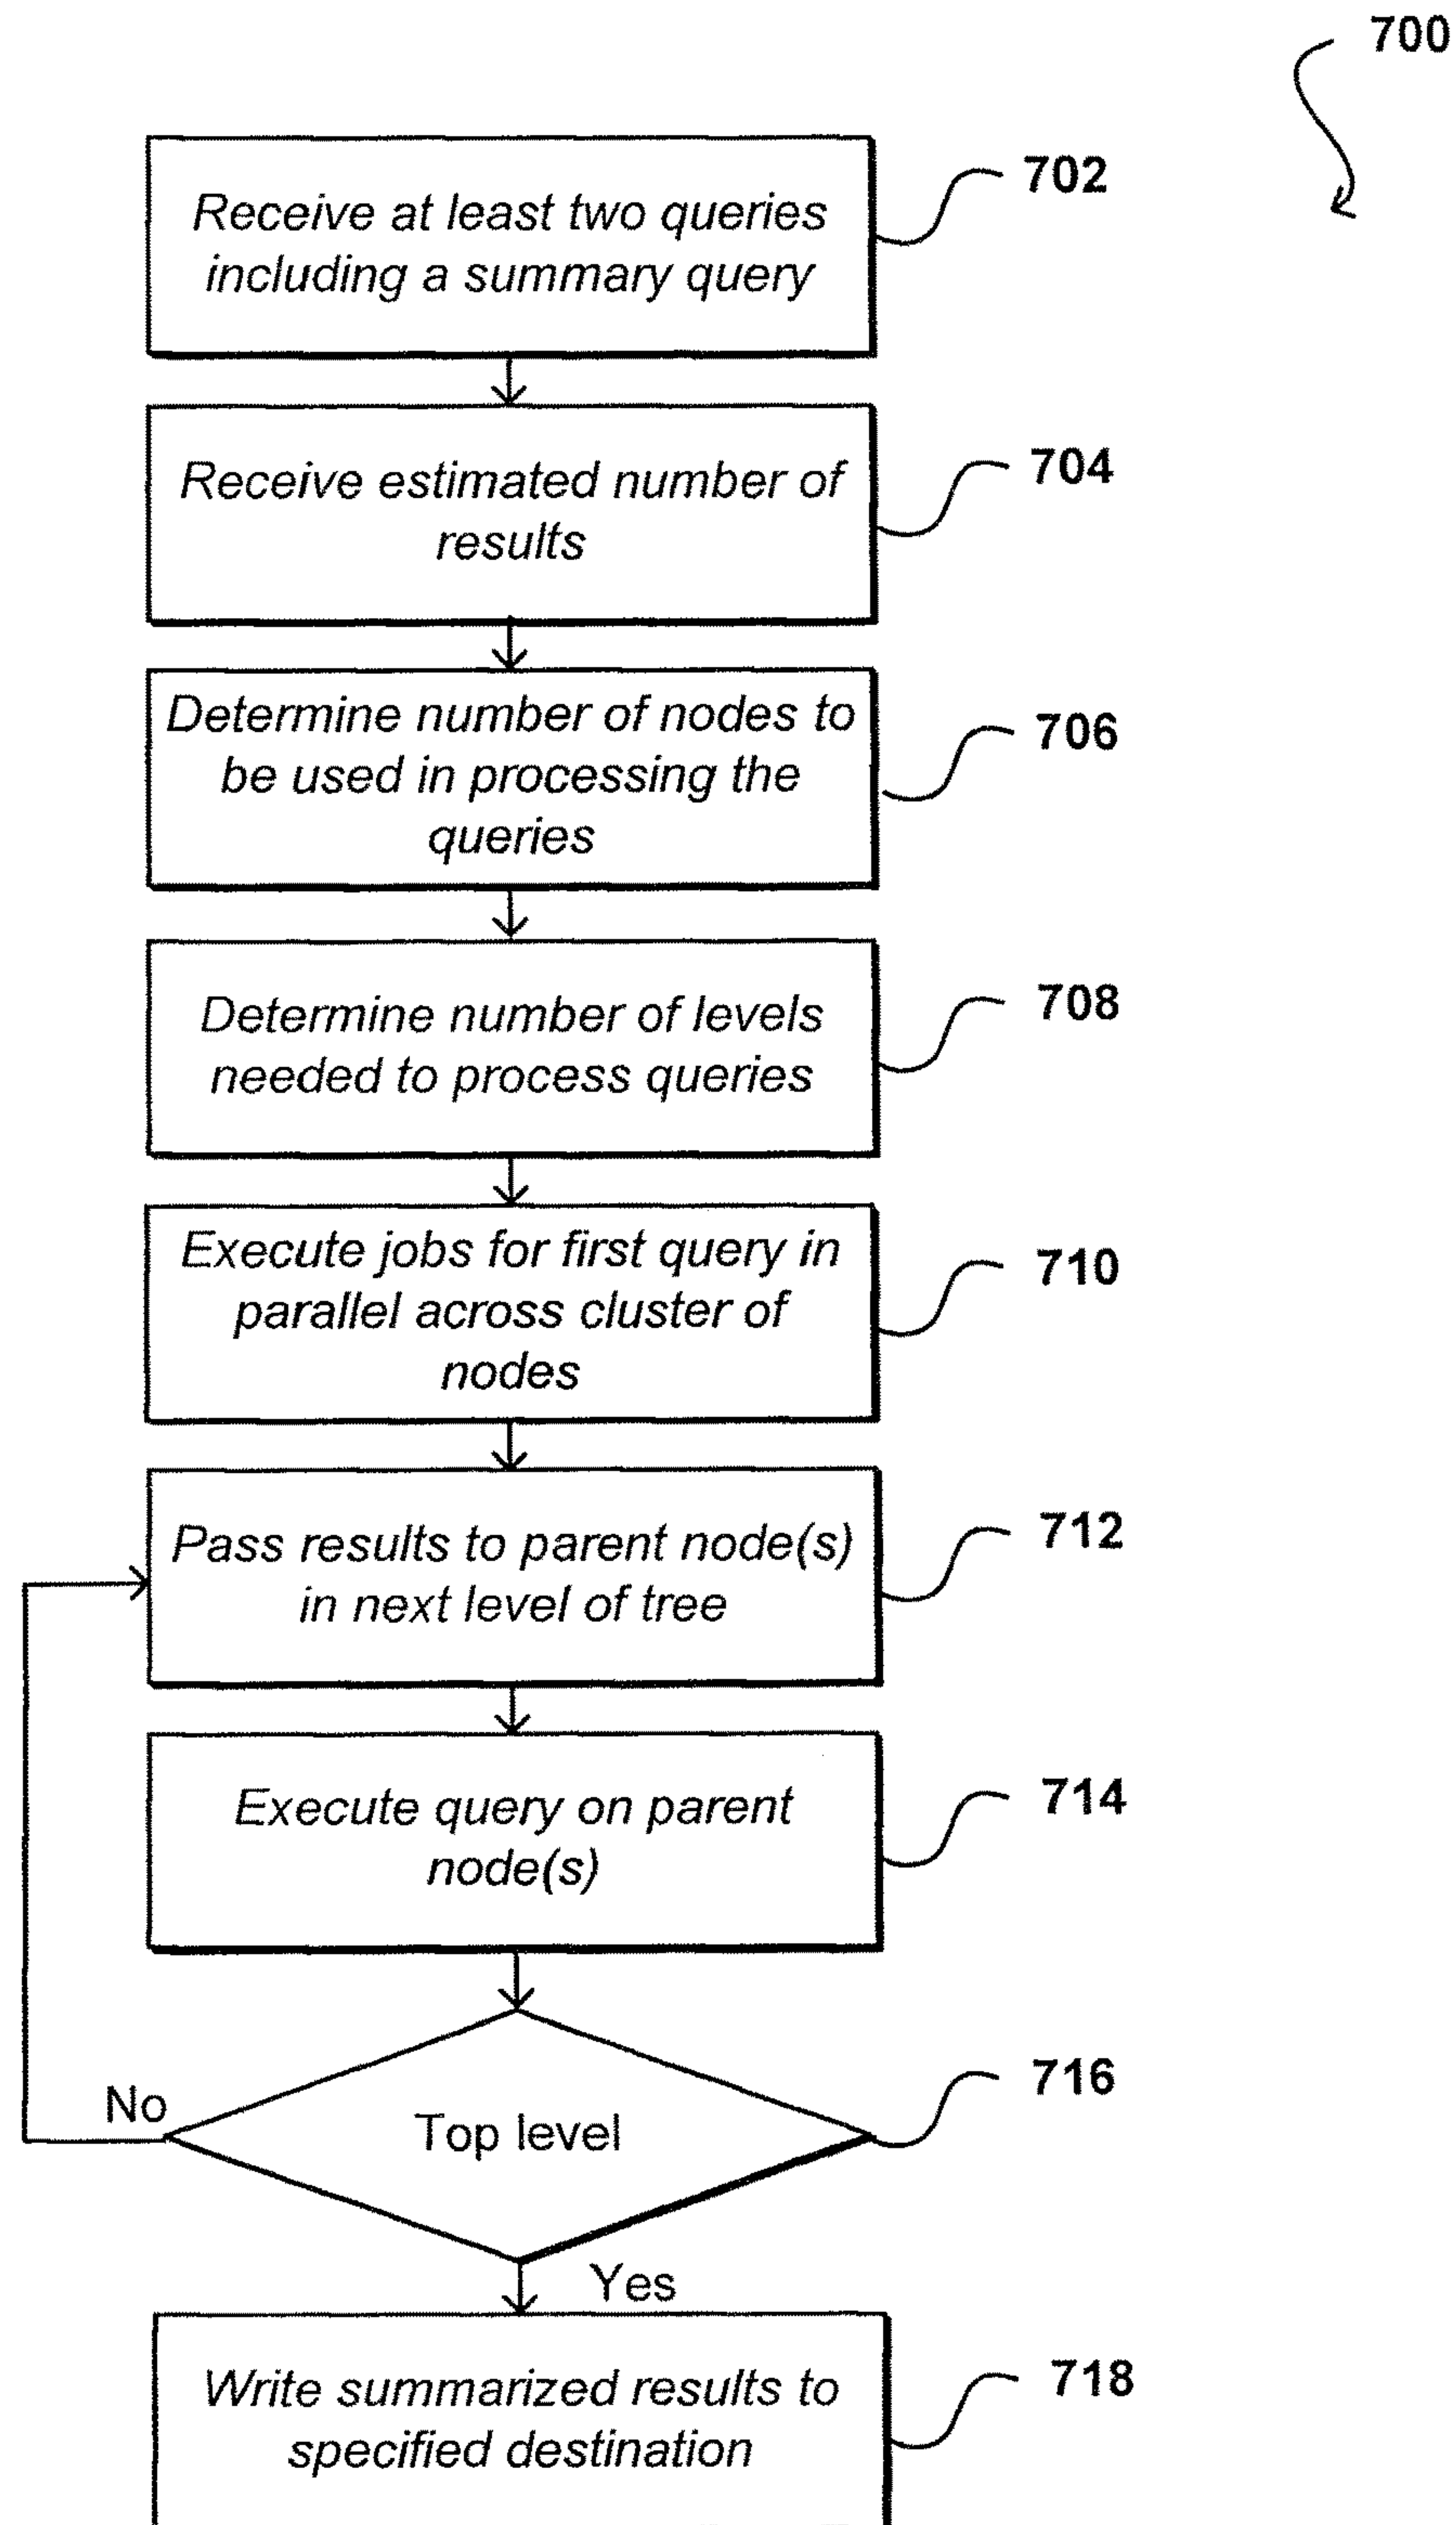 700
702
Receive at least two queries
including a summary query
704
Receive estimated number of
results
706
Determine number of nodes to
be used in processing the
queries
708
Determine number of levels
needed to process queries
710
Execute jobs for first query in
parallel across cluster of
nodes
712
Pass results to parent node(s)
in next level of tree
714
Execute query on parent
node(s)
716
No
Top level
Yes
718
Write summarized results to
specified destination